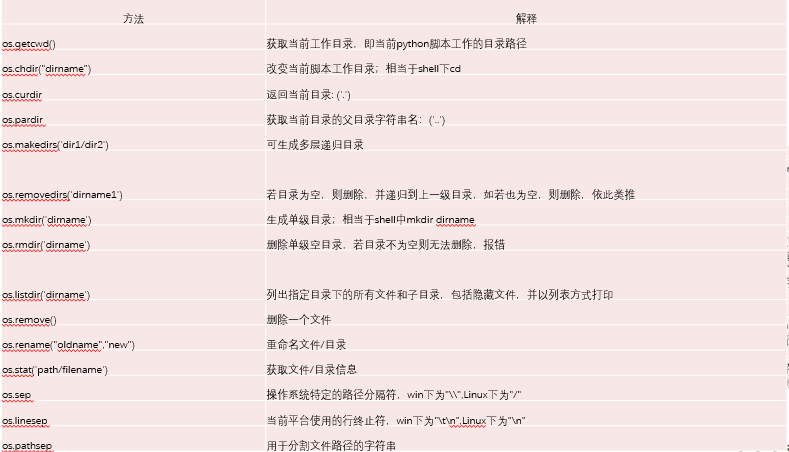 方法 解释
os.getcwd() 获取当前工作目录，即当前python脚本工作的目录路径
os.chdir("dirname") 改变当前脚本工作目录；相当于shell下cd
os.curdir 返回当前目录: ('.')
os.pardir 获取当前目录的父目录字符串名：('..')
os.makedirs('dir1/dir2') 可生成多层递归目录
os.removedirs('dirname1') 若目录为空，则删除，并递归到上一级目录，如若也为空，则删除，依此类推
os.mkdir('dirname') 生成单级目录；相当于shell中mkdir dirname
os.rmdir('dirname') 删除单级空目录，若目录不为空则无法删除，报错
os.listdir('dirname') 列出指定目录下的所有文件和子目录，包括隐藏文件，并以列表方式打印
os.remove() 删除一个文件
os.rename("oldname","new") 重命名文件/目录
os.stat('path/filename') 获取文件/目录信息
os.sep 操作系统特定的路径分隔符，win下为"\\",Linux下为"/"
os.linesep 当前平台使用的行终止符，win下为"\t\n",Linux下为"\n"
os.pathsep 用于分割文件路径的字符串